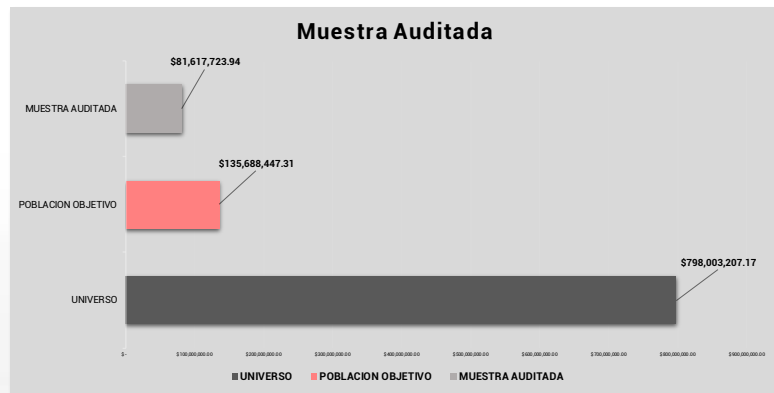 Muestra Auditada
$81,617,723.94
MUESTRA AUDITADA
$135,688,447.31
POBLACION OBJETIVO
$798,003,207.17
UNIVERSO
$- $100,000,000.00 $200,000,000.00 $300,000,000.00 $400,000,000.00 $500,000,000.00 $600,000,000.00 $700,000,000.00 $800,000,000.00 $900,000,000.00
UNIVERSO POBLACION OBJETIVO MUESTRA AUDITADA